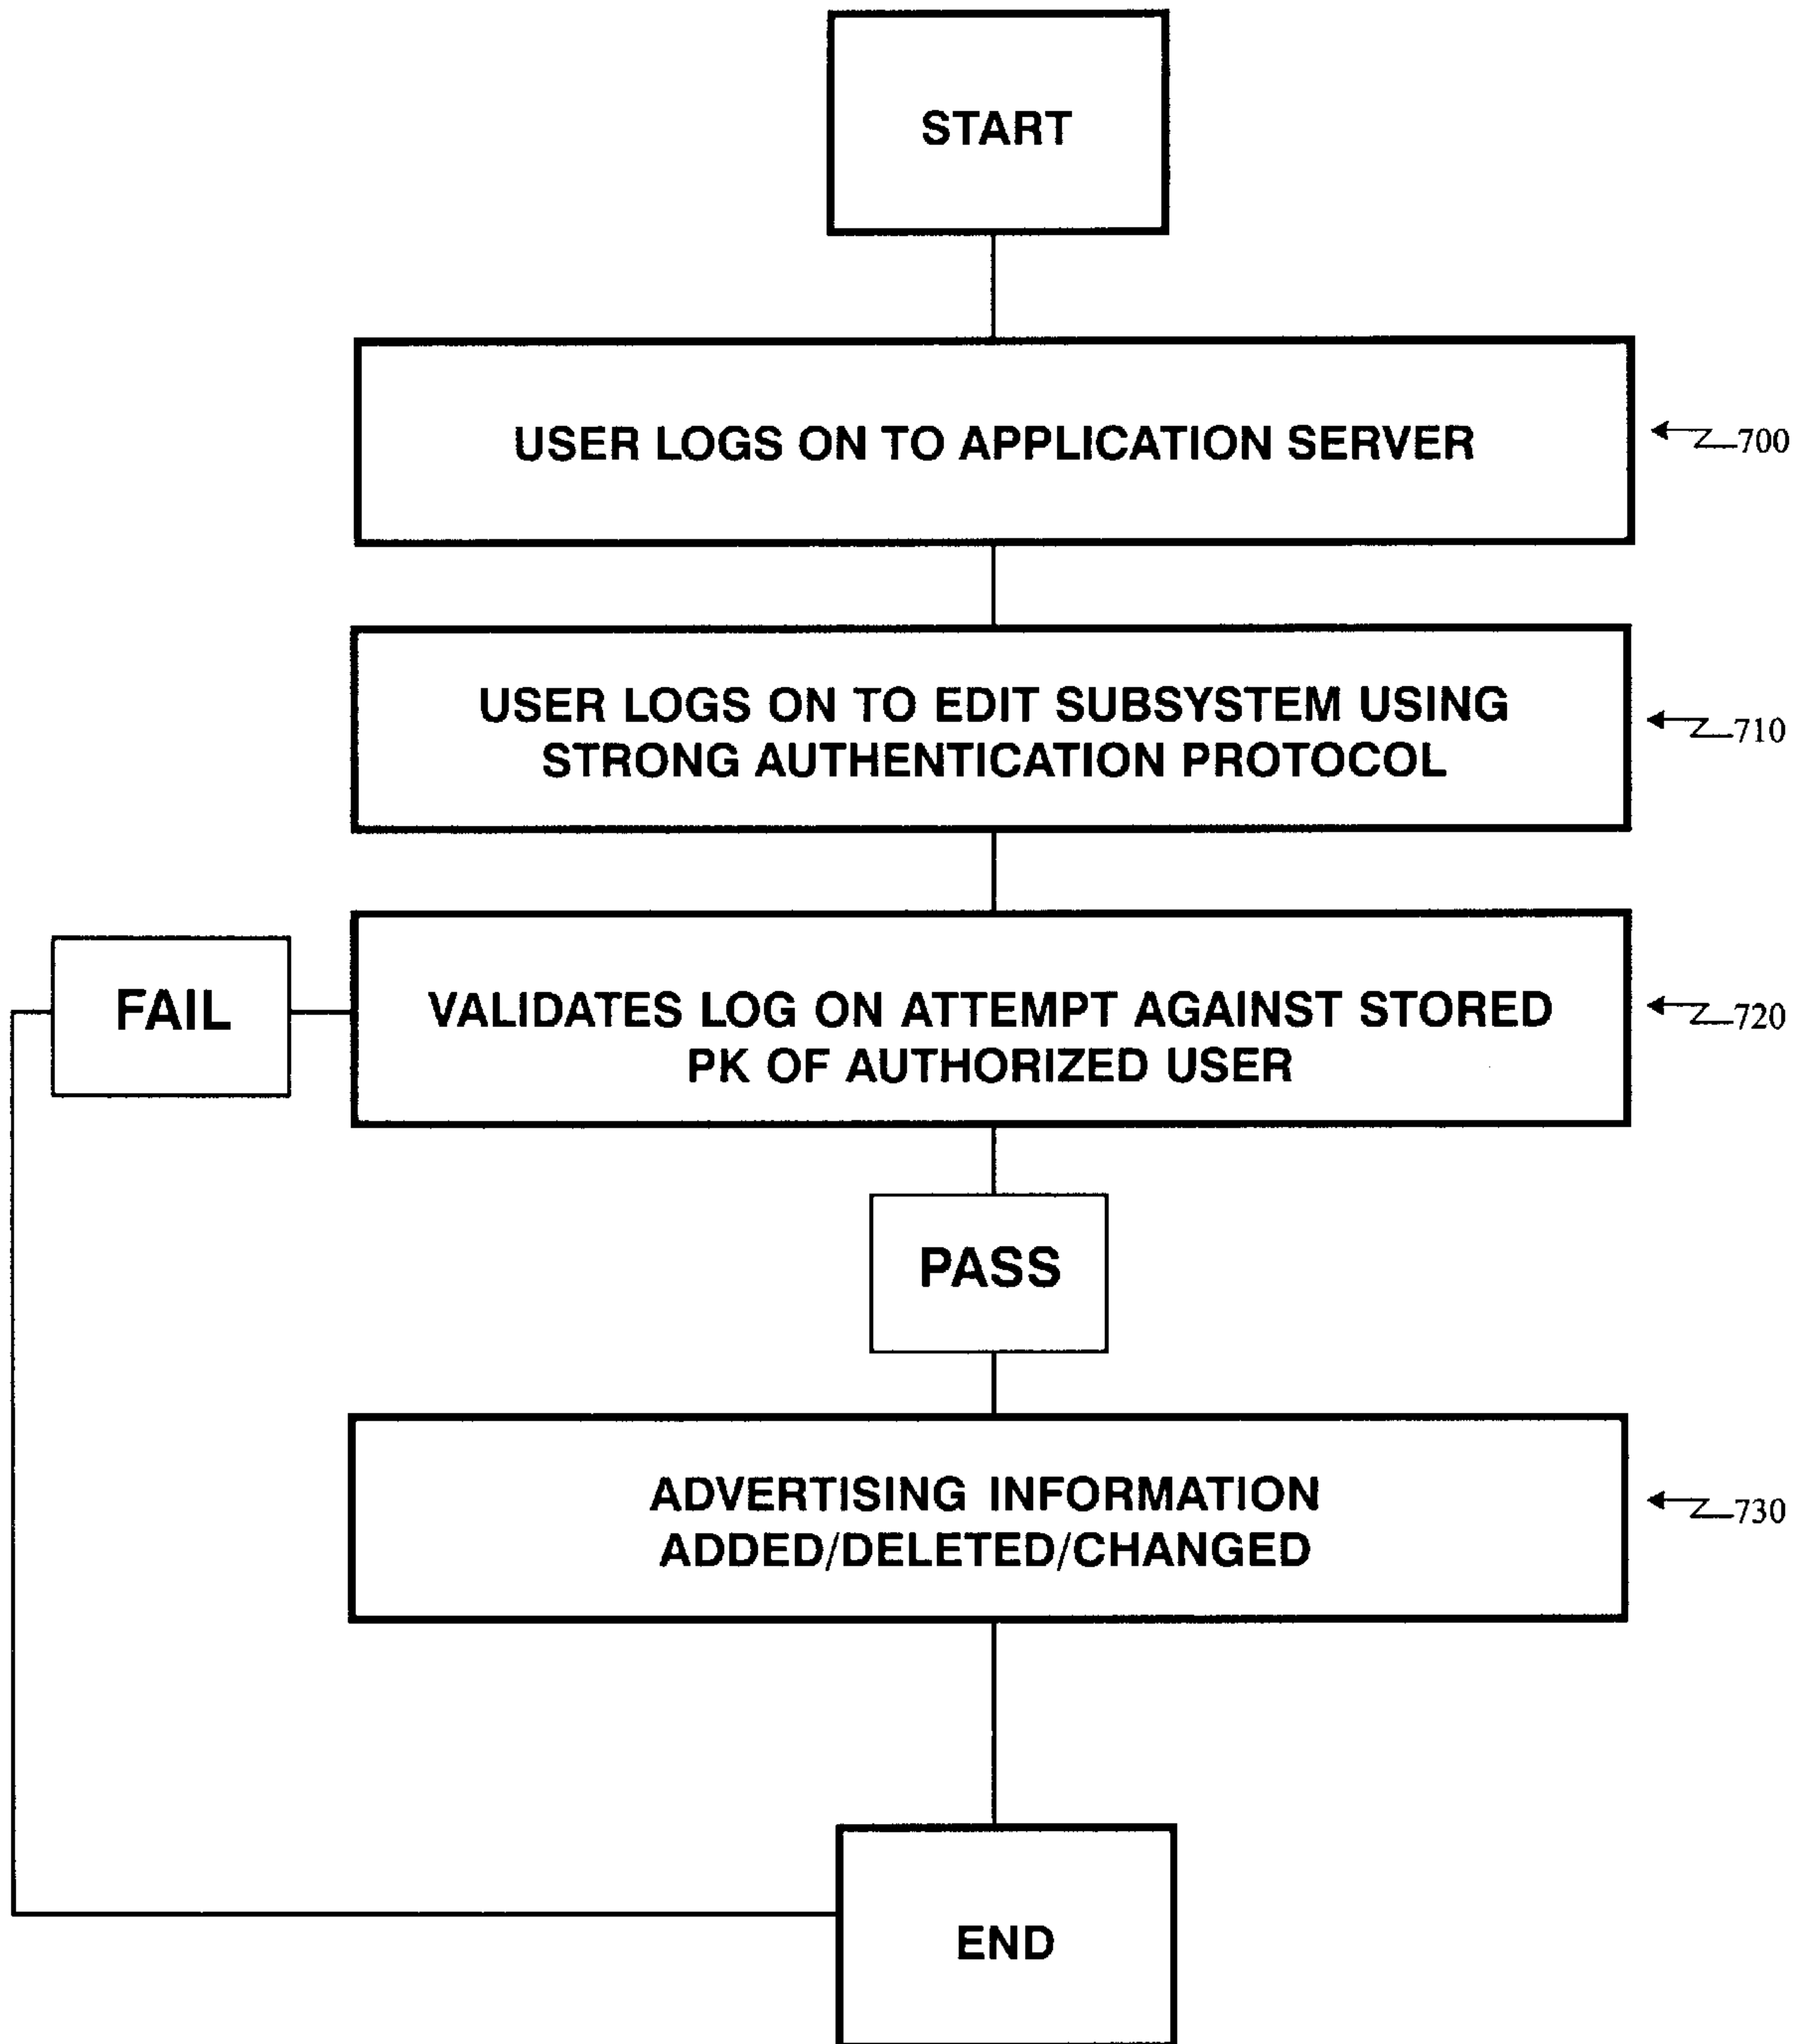 START
USER LOGS ON TO APPLICATION SERVER
700
USER LOGS ON TO EDIT SUBSYSTEM USING
STRONG AUTHENTICATION PROTOCOL
710
FAIL
VALIDATES LOG ON ATTEMPT AGAINST STORED
PK OF AUTHORIZED USER
720
PASS
ADVERTISING INFORMATION
ADDED/DELETED/CHANGED
730
END